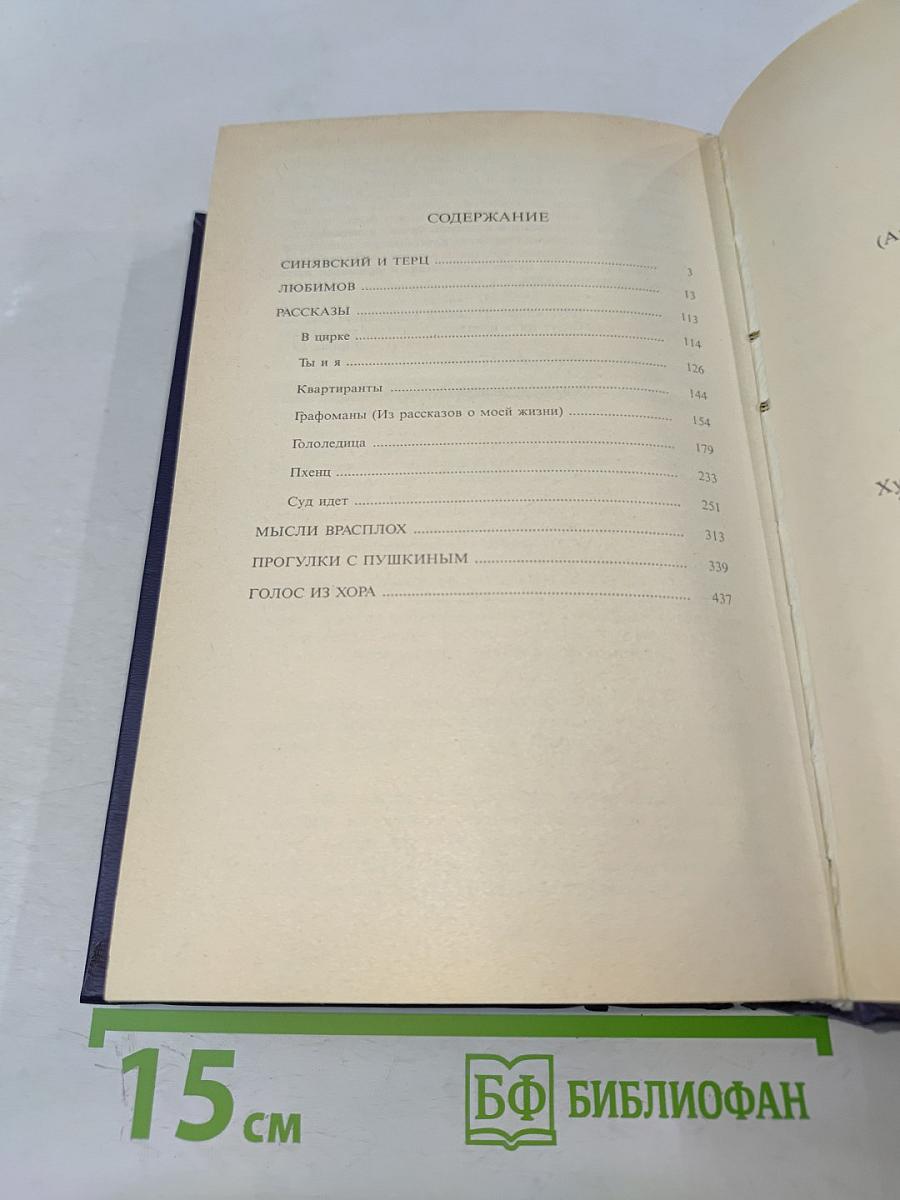 СОДЕРЖАНИЕ
СИНЯВСКИЙ И ТЕРЦ 3
ЛЮБИМОВ 13
РАССКАЗЫ 113
В цирке 114
Ты и я 126
Квартиранты 144
Графоманы (Из рассказов о моей жизни) 154
Гололедица 179
Пхенц 233
Суд идет 251
МЫСЛИ ВРАСПЛОХ 313
ПРОГУЛКИ С ПУШКИНЫМ 339
ГОЛОС ИЗ ХОРА 437
15 см
БФ БИБЛИОФАН